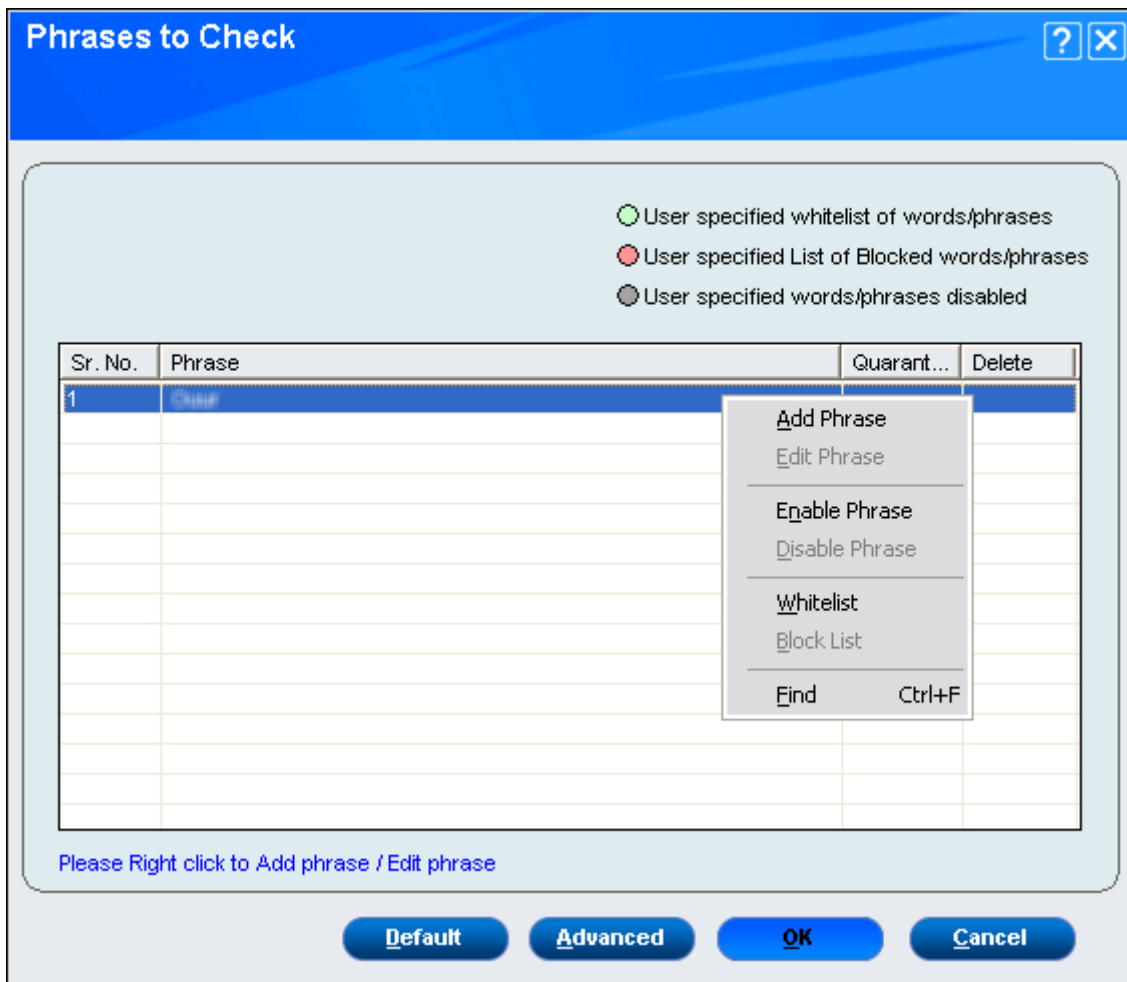 Phrases to Check
?
User specified whitelist of words/phrases
User specified List of Blocked words/phrases
User specified words/phrases disabled
Sr. No. Phrase Quarant... Delete
1
Add Phrase
Edit Phrase
Enable Phrase
Disable Phrase
Whitelist
Block List
Find Ctrl+F
Please Right click to Add phrase / Edit phrase
Default Advanced OK Cancel